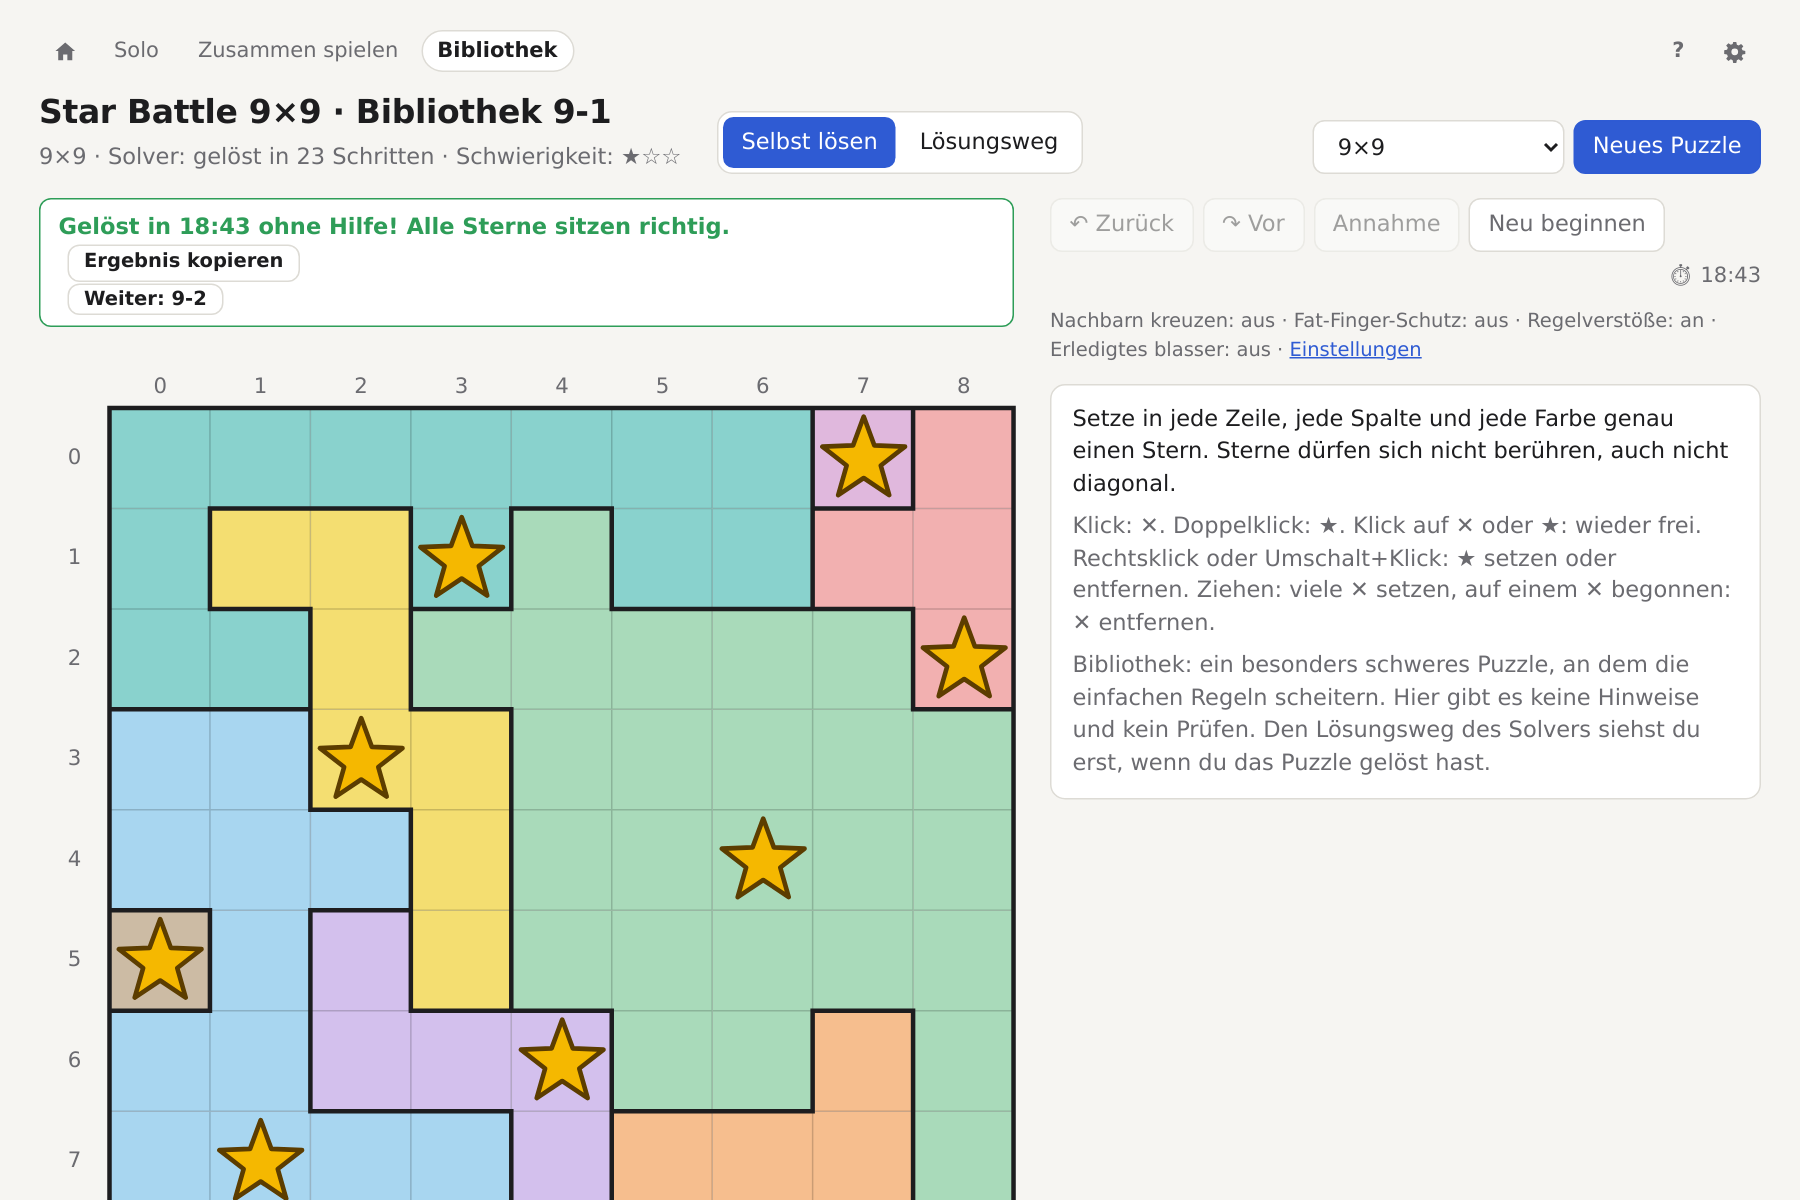 Solo Zusammen spielen Bibliothek ?
Star Battle 9×9 · Bibliothek 9-1
9×9 · Solver: gelöst in 23 Schritten · Schwierigkeit: ★☆☆
Selbst lösen Lösungsweg
9×9 Neues Puzzle
Gelöst in 18:43 ohne Hilfe! Alle Sterne sitzen richtig.
Ergebnis kopieren
Weiter: 9-2
↶ Zurück ↷ Vor Annahme Neu beginnen
⏱ 18:43
Nachbarn kreuzen: aus · Fat-Finger-Schutz: aus · Regelverstöße: an ·
Erledigtes blasser: aus · Einstellungen
0 1 2 3 4 5 6 7 8
0
1
2
3
4
5
6
7
Setze in jede Zeile, jede Spalte und jede Farbe genau
einen Stern. Sterne dürfen sich nicht berühren, auch nicht
diagonal.
Klick: ✕. Doppelklick: ★. Klick auf ✕ oder ★: wieder frei.
Rechtsklick oder Umschalt+Klick: ★ setzen oder
entfernen. Ziehen: viele ✕ setzen, auf einem ✕ begonnen:
✕ entfernen.
Bibliothek: ein besonders schweres Puzzle, an dem die
einfachen Regeln scheitern. Hier gibt es keine Hinweise
und kein Prüfen. Den Lösungsweg des Solvers siehst du
erst, wenn du das Puzzle gelöst hast.